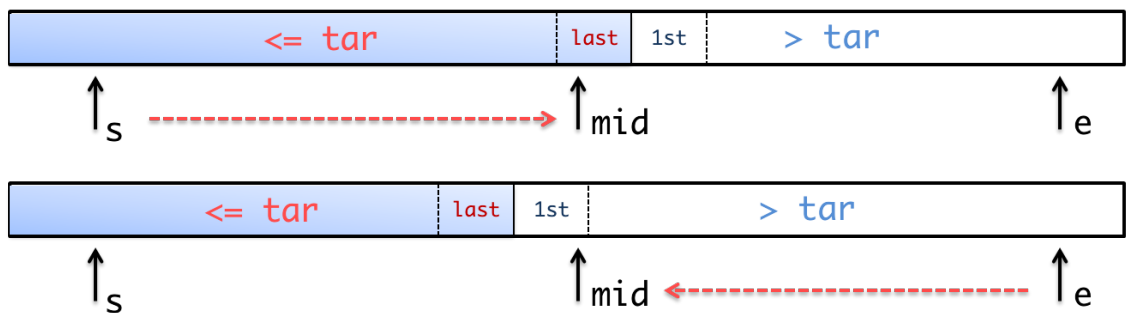 <= tar last 1st > tar
s mid e
<= tar last 1st > tar
s mid e